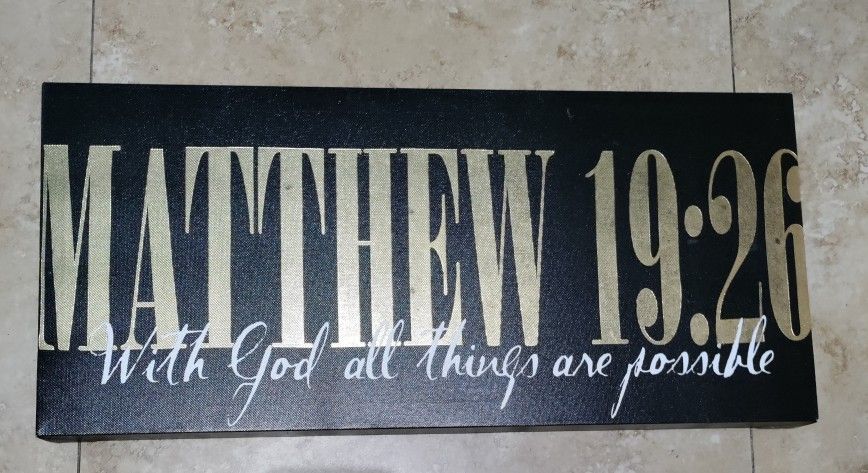 MATTHEW 19:26
With God all things are possible